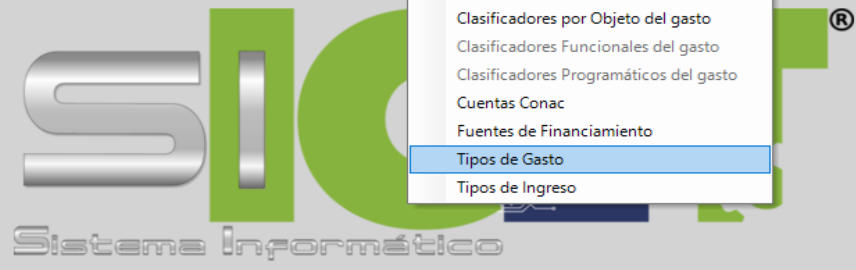 Clasificadores por Objeto del gasto
Clasificadores Funcionales del gasto
Clasificadores Programáticos del gasto
Cuentas Conac
Fuentes de Financiamiento
Tipos de Gasto
Tipos de Ingreso
®
Sistema Informático